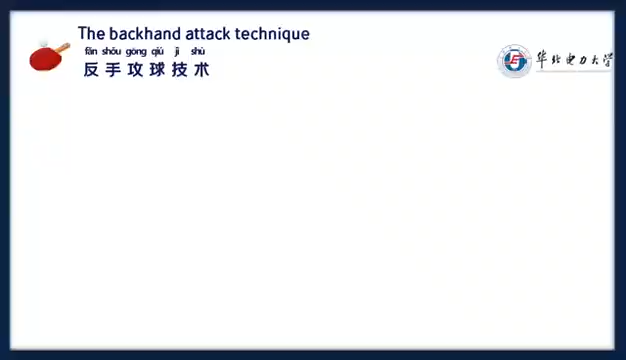 The backhand attack technique
fǎn shǒu gōng qiú jì shù
反手攻球技术
华北电力大学